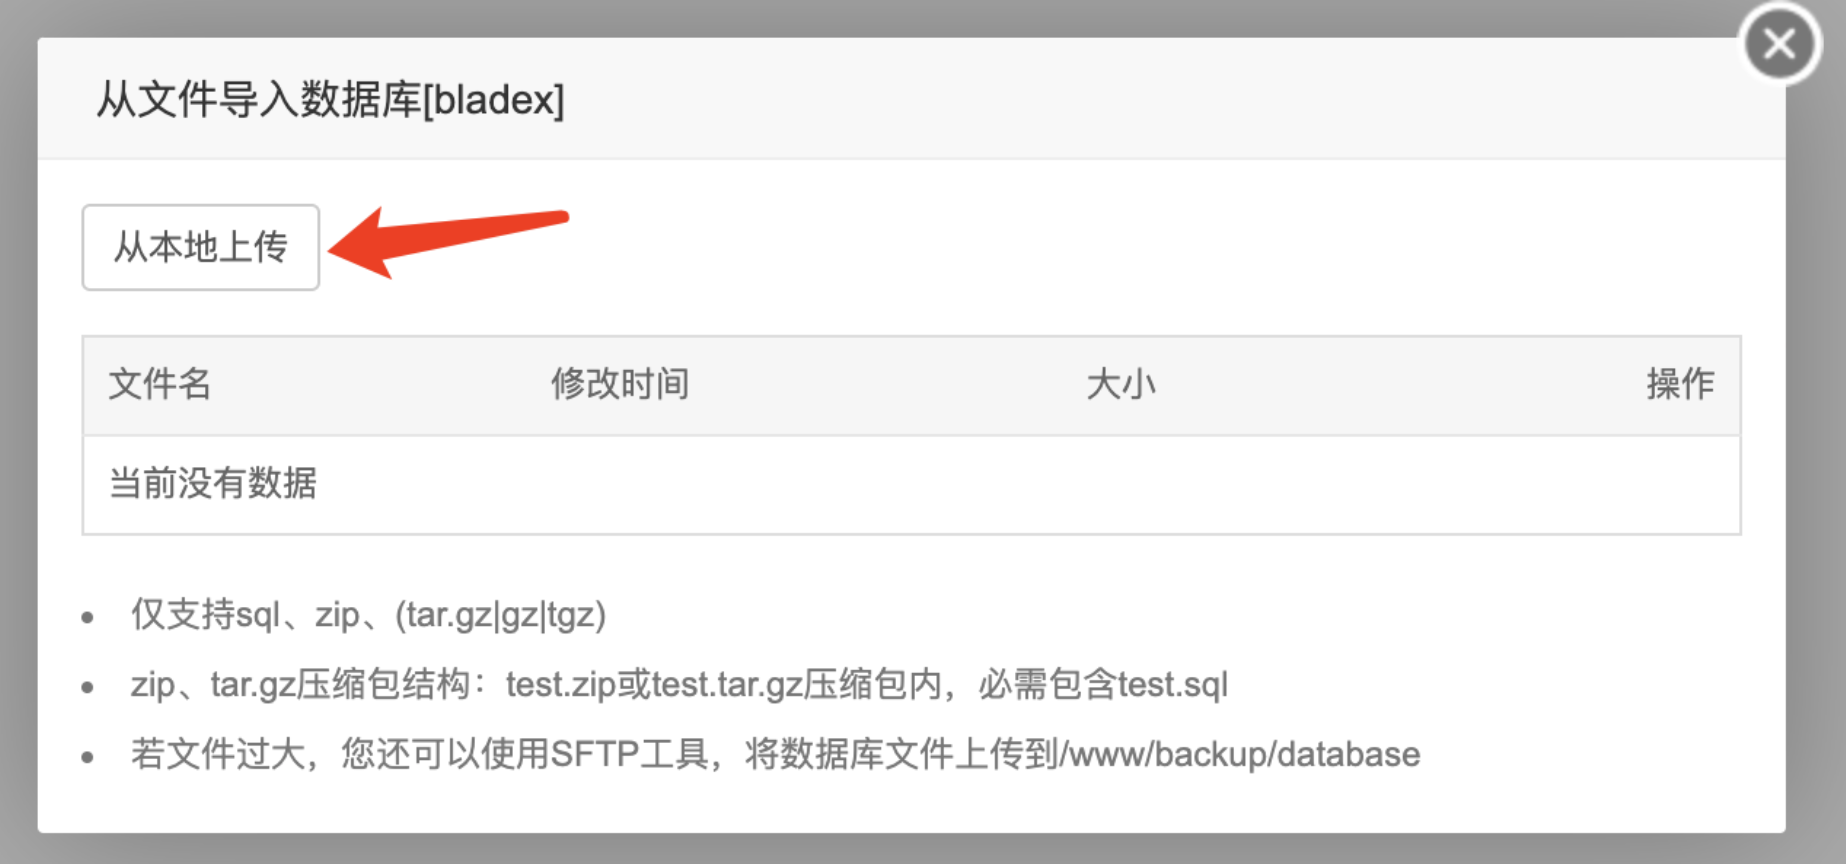 从文件导入数据库[bladex]
从本地上传
文件名 修改时间 大小 操作
当前没有数据
仅支持sql、zip、(tar.gz|gz|tgz)
zip、tar.gz压缩包结构：test.zip或test.tar.gz压缩包内，必需包含test.sql
若文件过大，您还可以使用SFTP工具，将数据库文件上传到/www/backup/database